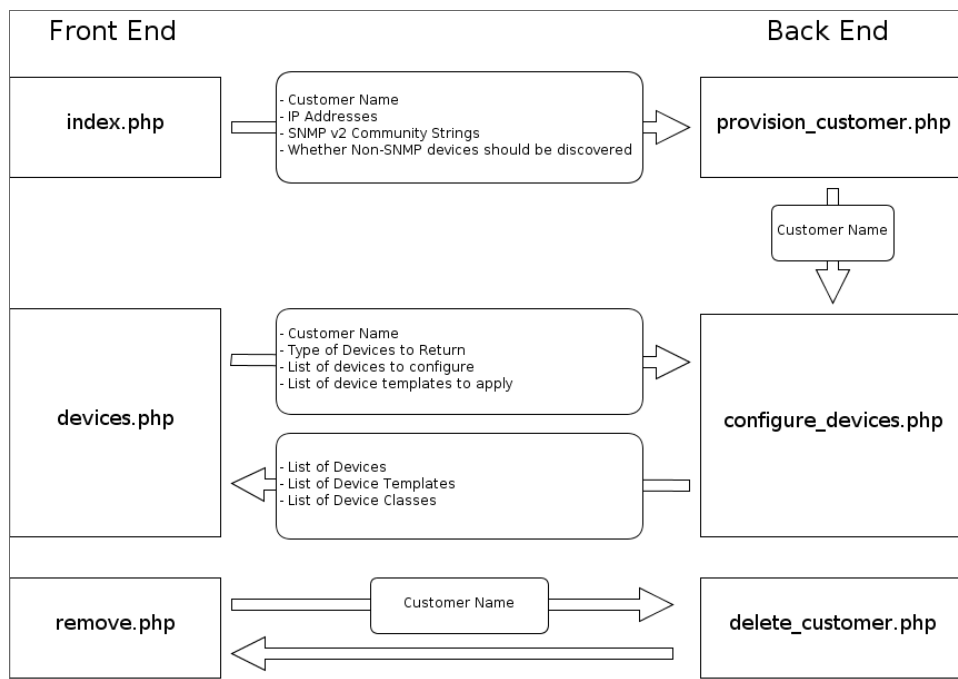 Front End
Back End
index.php
- Customer Name
- IP Addresses
- SNMP v2 Community Strings
- Whether Non-SNMP devices should be discovered
provision_customer.php
Customer Name
devices.php
- Customer Name
- Type of Devices to Return
- List of devices to configure
- List of device templates to apply
- List of Devices
- List of Device Templates
- List of Device Classes
configure_devices.php
remove.php
Customer Name
delete_customer.php